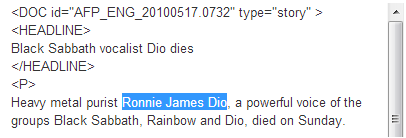 <DOC id="AFP_ENG_20100517.0732" type="story" >
<HEADLINE>
Black Sabbath vocalist Dio dies
</HEADLINE>
<P>
Heavy metal purist Ronnie James Dio, a powerful voice of the
groups Black Sabbath, Rainbow and Dio, died on Sunday.